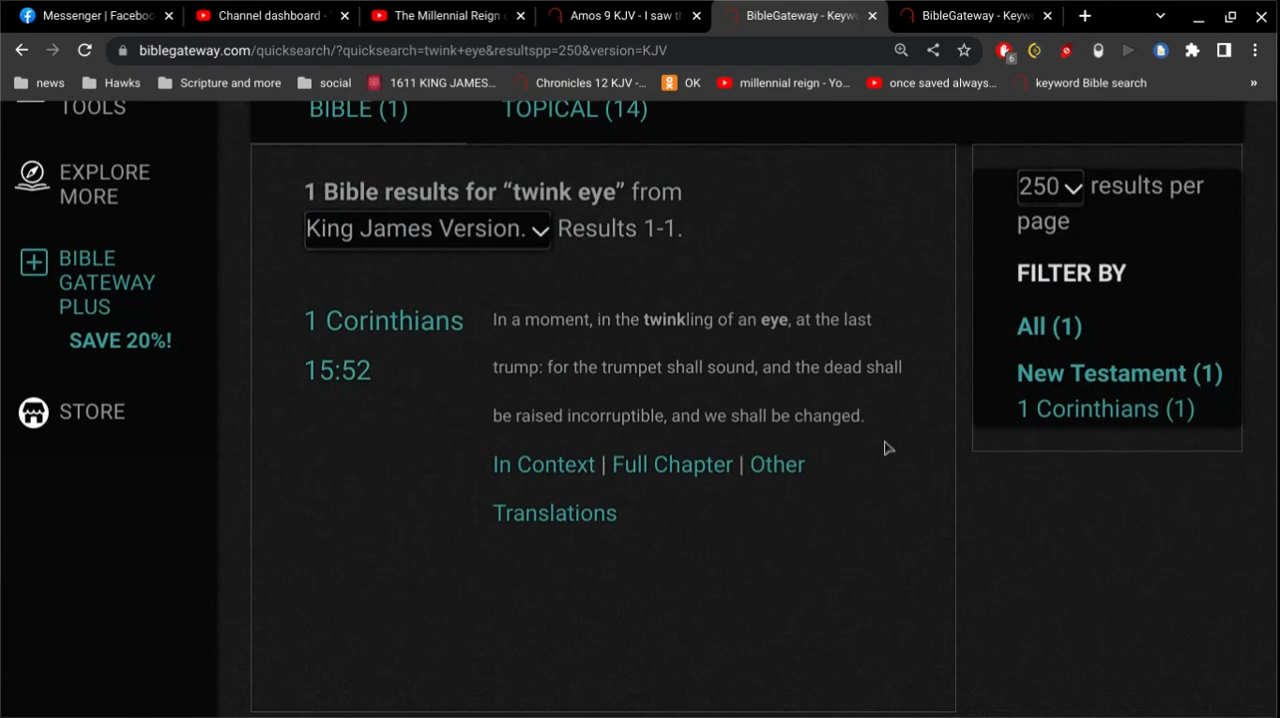 Messenger | Facebo
Channel dashboard -
The Millennial Reign o
Amos 9 KJV - I saw th
BibleGateway - Keywo
BibleGateway - Keyw
biblegateway.com/quicksearch/?quicksearch=twink+eye&resultspp=250&version=KJV
6
news
Hawks
Scripture and more
social
1611 KING JAMES...
Chronicles 12 KJV -...
OK
millennial reign - Yo...
once saved always...
keyword Bible search
»
TOOLS
EXPLORE
MORE
BIBLE
GATEWAY
PLUS
SAVE 20%!
STORE
BIBLE (1)
TOPICAL (14)
1 Bible results for “twink eye” from
King James Version. Results 1-1.
1 Corinthians
15:52
In a moment, in the twinkling of an eye, at the last
trump: for the trumpet shall sound, and the dead shall
be raised incorruptible, and we shall be changed.
In Context | Full Chapter | Other
Translations
250 results per
page
FILTER BY
All (1)
New Testament (1)
1 Corinthians (1)